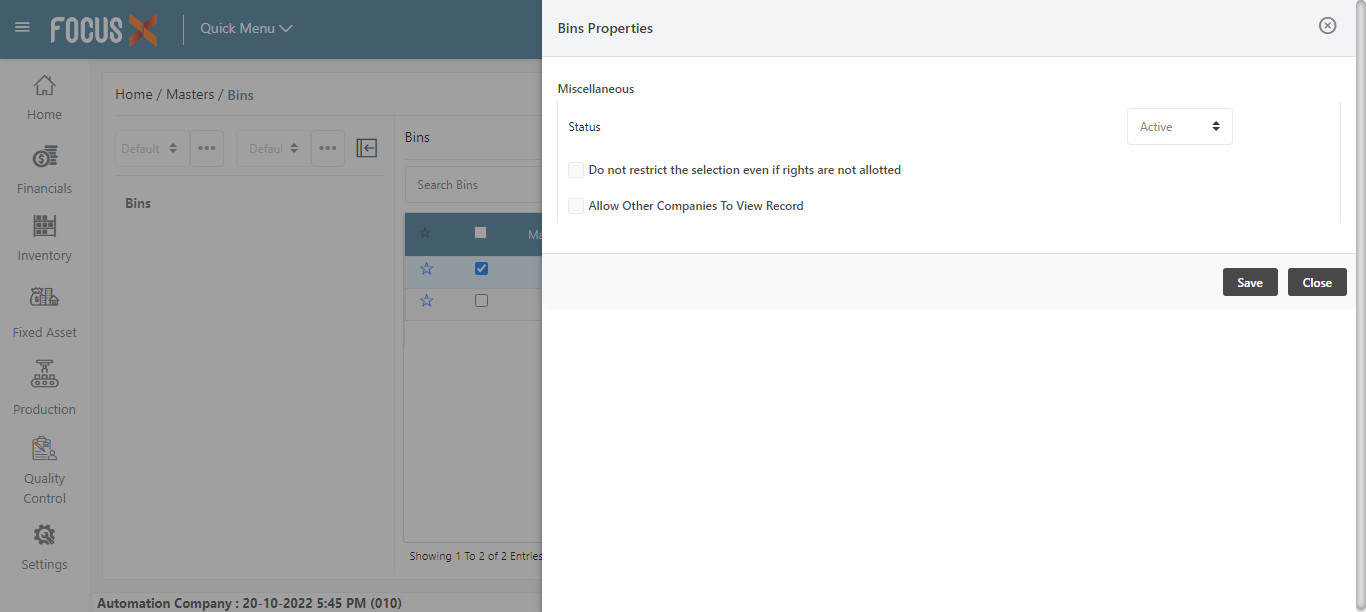 FOCUS X
Quick Menu
Bins Properties
Home
Financials
Inventory
Fixed Asset
Production
Quality
Control
Settings
Home / Masters / Bins
Default
Defaul
Bins
Bins
Search Bins
Showing 1 To 2 of 2 Entries
Automation Company : 20-10-2022 5:45 PM (010)
Miscellaneous
Status
Active
Do not restrict the selection even if rights are not allotted
Allow Other Companies To View Record
Save
Close